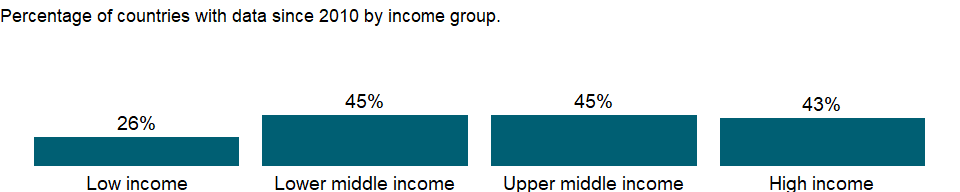 Percentage of countries with data since 2010 by income group.
26%
45%
45%
43%
Low income
Lower middle income
Upper middle income
High income